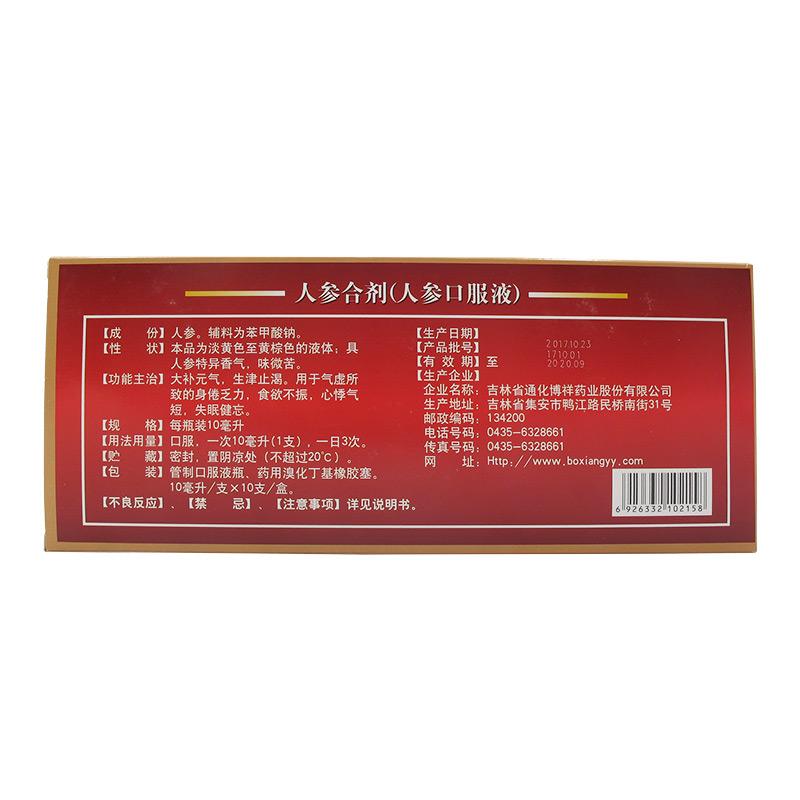 人参合剂(人参口服液)
【成 份】人参。辅料为苯甲酸钠。
【性 状】本品为淡黄色至黄棕色的液体；具
人参特异香气，味微苦。
【功能主治】大补元气，生津止渴。用于气虚所
致的身倦乏力，食欲不振，心悸气
短，失眠健忘。
【规 格】每瓶装10毫升
【用法用量】口服，一次10毫升(1支)，一日3次。
【贮 藏】密封，置阴凉处（不超过20℃）。
【包 装】管制口服液瓶、药用溴化丁基橡胶塞。
10毫升/支×10支/盒。
【不良反应】、【禁 忌】、【注意事项】详见说明书。
【生产日期】
2017.10.23
【产品批号】
171001
【有 效 期】至
2020.09
【生产企业】
企业名称：吉林省通化博祥药业股份有限公司
生产地址：吉林省集安市鸭江路民桥南街31号
邮政编码：134200
电话号码：0435-6328661
传真号码：0435-6328661
网 址：Http://www.boxiangyy.com
6 926332 102158